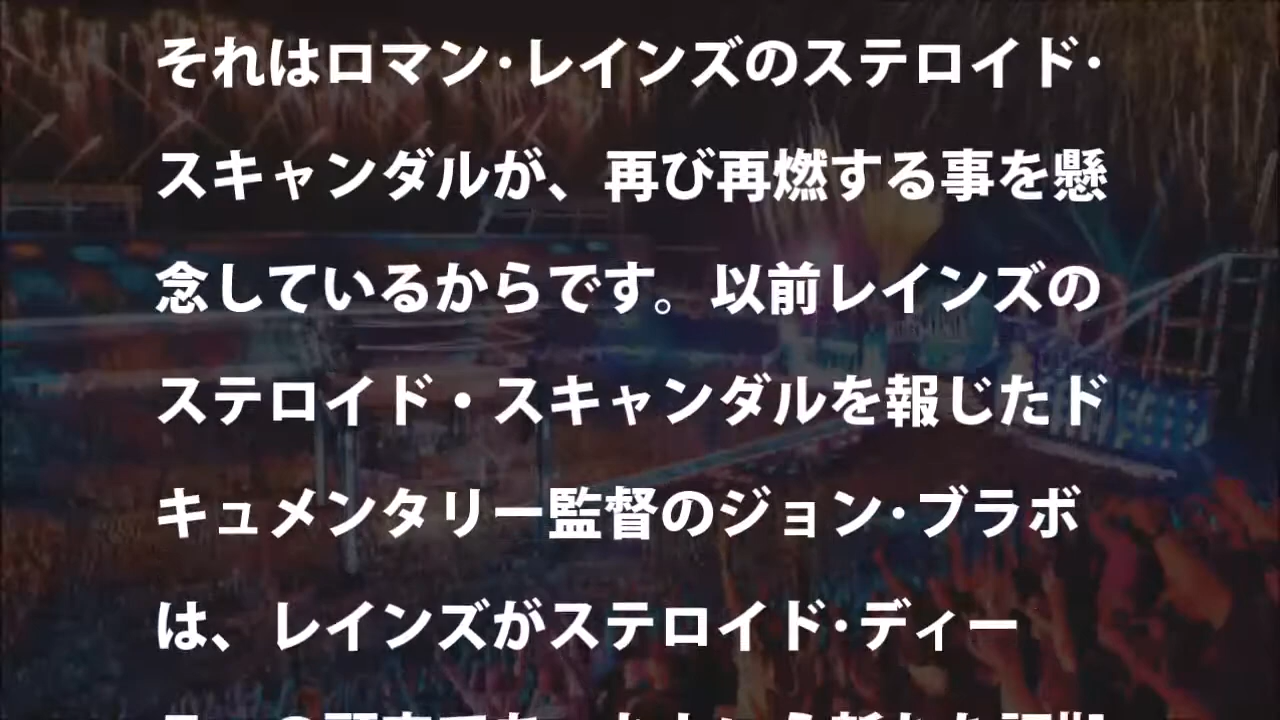 それはロマン･レインズのステロイド･
スキャンダルが、再び再燃する事を懸
念しているからです。以前レインズの
ステロイド・スキャンダルを報じたド
キュメンタリー監督のジョン･ブラボ
は、レインズがステロイド･ディー